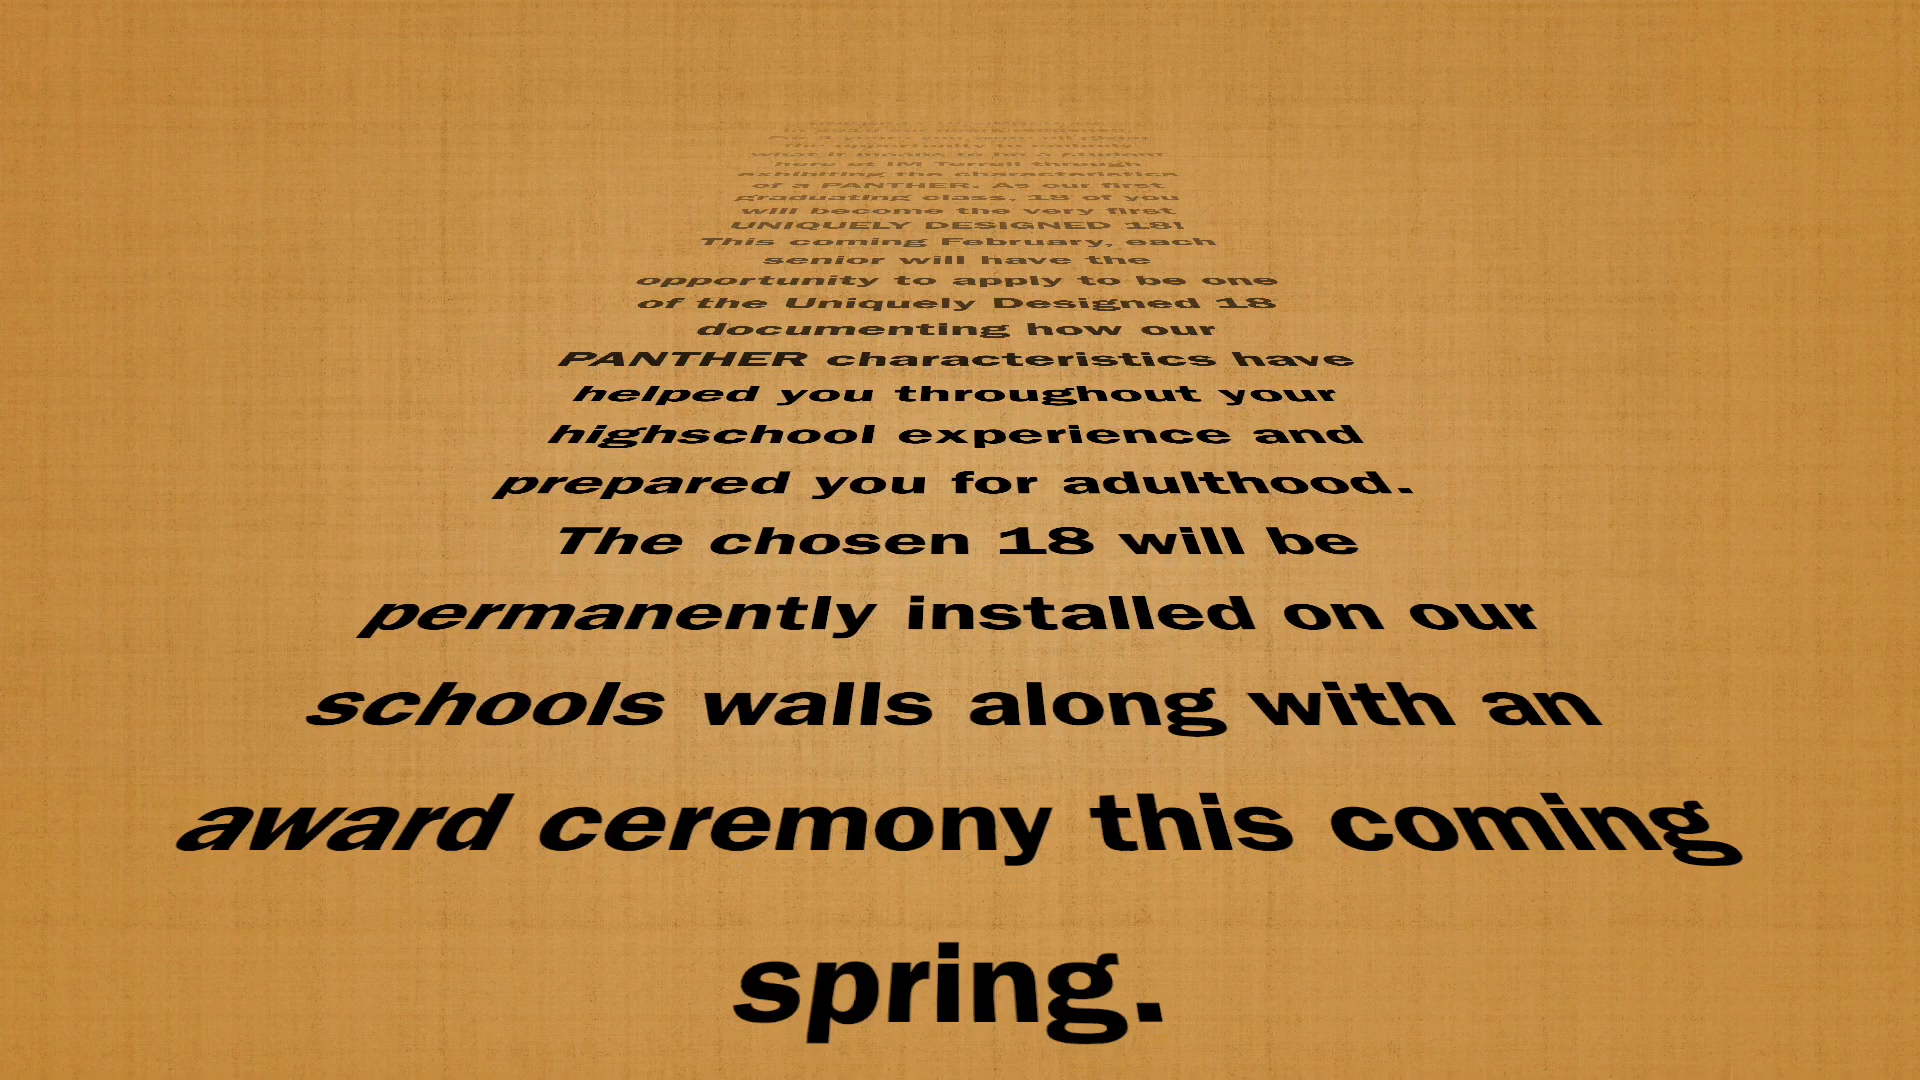 the opportunity to embody
what it means to be a student
here at IM Terrell through
exhibiting the characteristics
of a PANTHER. As our first
graduating class, 18 of you
will become the very first
UNIQUELY DESIGNED 18!
This coming February, each
senior will have the
opportunity to apply to be one
of the Uniquely Designed 18
documenting how our
PANTHER characteristics have
helped you throughout your
highschool experience and
prepared you for adulthood.
The chosen 18 will be
permanently installed on our
schools walls along with an
award ceremony this coming
spring.